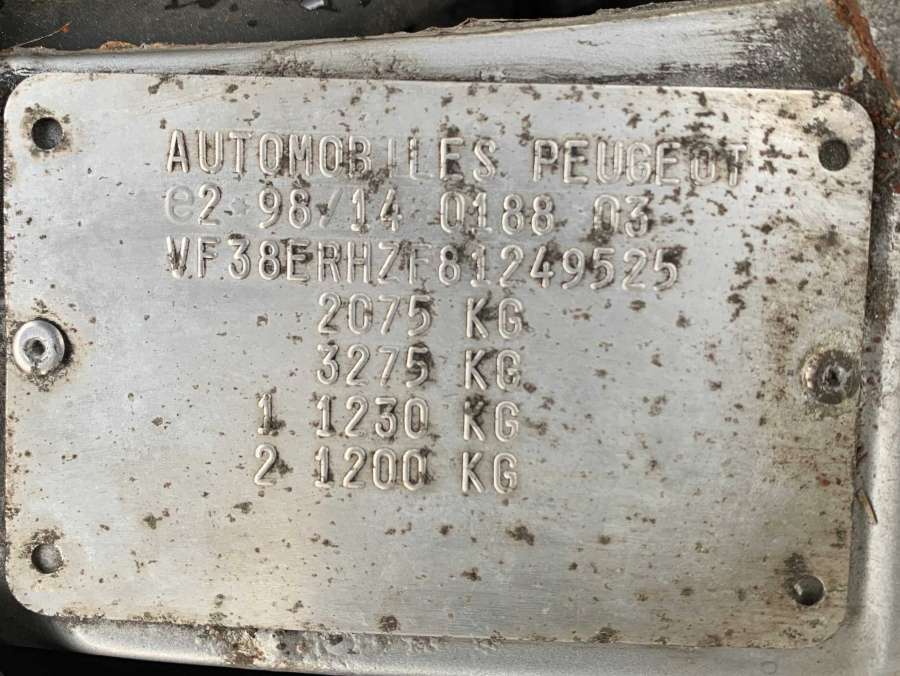 AUTOMOBILES PEUGEOT
e2*98/14*0188*03
VF38ERHZF81249525
2075 KG
3275 KG
1 1230 KG
2 1200 KG